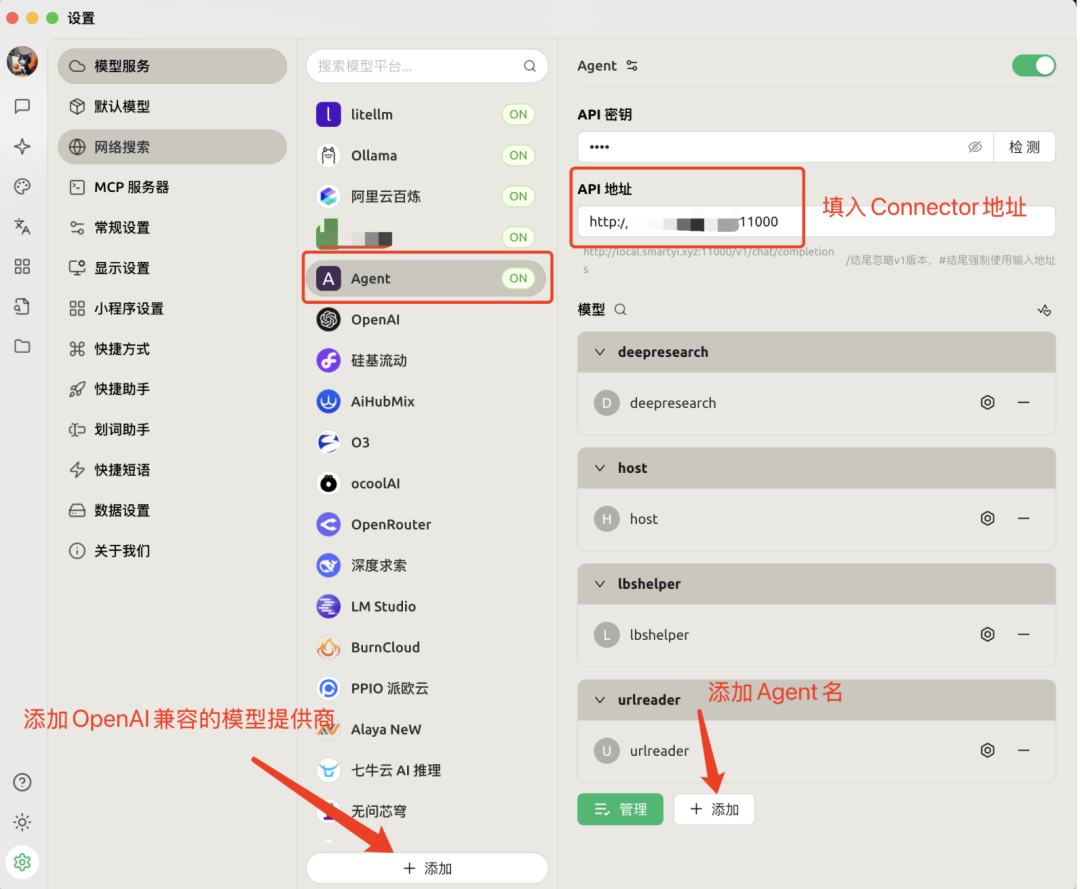 设置
模型服务
默认模型
网络搜索
MCP 服务器
常规设置
显示设置
小程序设置
快捷方式
快捷助手
划词助手
快捷短语
数据设置
关于我们
搜索模型平台...
litellm ON
Ollama ON
阿里云百炼 ON
ON
A Agent ON
OpenAI
硅基流动
AiHubMix
O3
ocoolAI
OpenRouter
深度求索
LM Studio
BurnCloud
PPIO 派欧云
Alaya NeW
七牛云 AI 推理
无问芯穹
+ 添加
添加 OpenAI 兼容的模型提供商
Agent
API 密钥
•••• 检 测
API 地址
http:/ 11000
填入 Connector 地址
http://local.smartyi.xyz:11000/v1/chat/completion
s
/结尾忽略v1版本，#结尾强制使用输入地址
模型
deepresearch
D deepresearch
host
H host
lbshelper
L lbshelper
urlreader
添加 Agent 名
U urlreader
管理
+ 添加